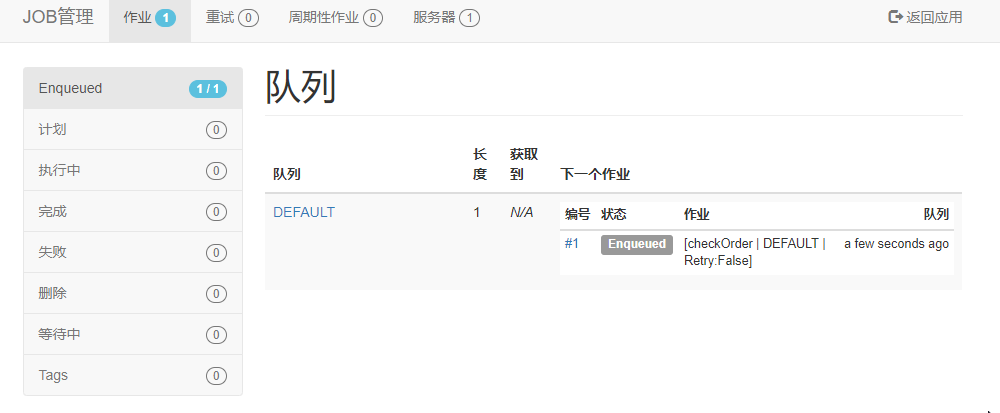 JOB管理 作业 1 重试 0 周期性作业 0 服务器 1 返回应用
Enqueued 1 / 1
计划 0
执行中 0
完成 0
失败 0
删除 0
等待中 0
Tags 0
队列
队列 长度 获取到 下一个作业
DEFAULT 1 N/A
编号 状态 作业 队列
#1 Enqueued [checkOrder | DEFAULT | a few seconds ago
Retry:False]